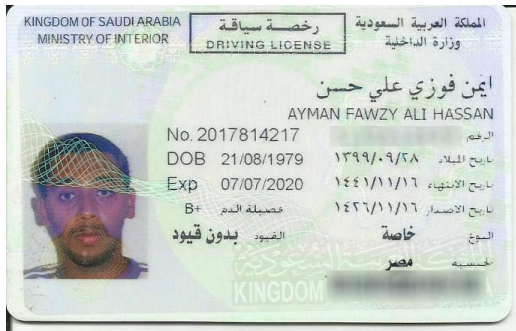 KINGDOM OF SAUDI ARABIA
MINISTRY OF INTERIOR
رخصة سياقة
DRIVING LICENSE
المملكة العربية السعودية
وزارة الداخلية
ايمن فوزي علي حسن
AYMAN FAWZY ALI HASSAN
No. 2017814217 الرقم
DOB 21/08/1979 ١٣٩٩/٠٩/٢٨ تاريخ الميلاد
Exp 07/07/2020 ١٤٤١/١١/١٦ تاريخ الانتهاء
B+ فصيلة الدم ١٤٢٦/١١/١٦ تاريخ الاصدار
النوع خاصة القيود بدون قيود
الجنسية مصر
KINGDOM